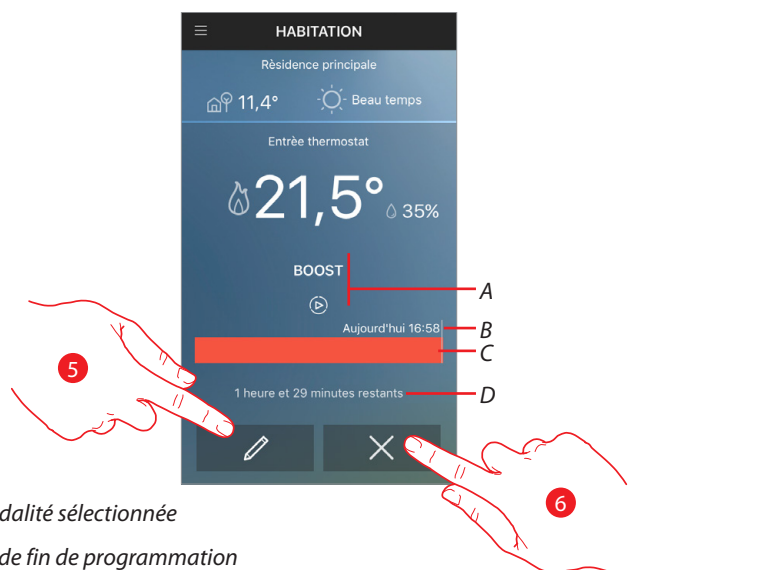 HABITATION
Rèsidence principale
11,4° Beau temps
Entrèe thermostat
21,5° 35%
BOOST
A
Aujourd'hui 16:58
B
C
1 heure et 29 minutes restants
D
5
6
dalité sélectionnée
de fin de programmation